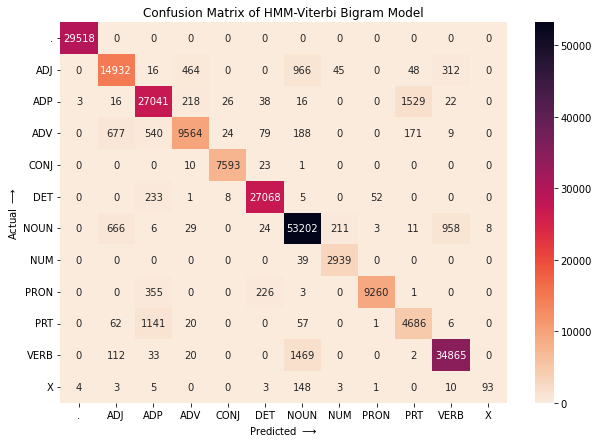 Confusion Matrix of HMM-Viterbi Bigram Model
. 29518 0 0 0 0 0 0 0 0 0 0 0
ADJ 0 14932 16 464 0 0 966 45 0 48 312 0
ADP 3 16 27041 218 26 38 16 0 0 1529 22 0
ADV 0 677 540 9564 24 79 188 0 0 171 9 0
CONJ 0 0 0 10 7593 23 1 0 0 0 0 0
DET 0 0 233 1 8 27068 5 0 52 0 0 0
NOUN 0 666 6 29 0 24 53202 211 3 11 958 8
NUM 0 0 0 0 0 0 39 2939 0 0 0 0
PRON 0 0 355 0 0 226 3 0 9260 1 0 0
PRT 0 62 1141 20 0 0 57 0 1 4686 6 0
VERB 0 112 33 20 0 0 1469 0 0 2 34865 0
X 4 3 5 0 0 3 148 3 1 0 10 93
. ADJ ADP ADV CONJ DET NOUN NUM PRON PRT VERB X
Predicted ⟶
Actual ⟶
50000
40000
30000
20000
10000
0